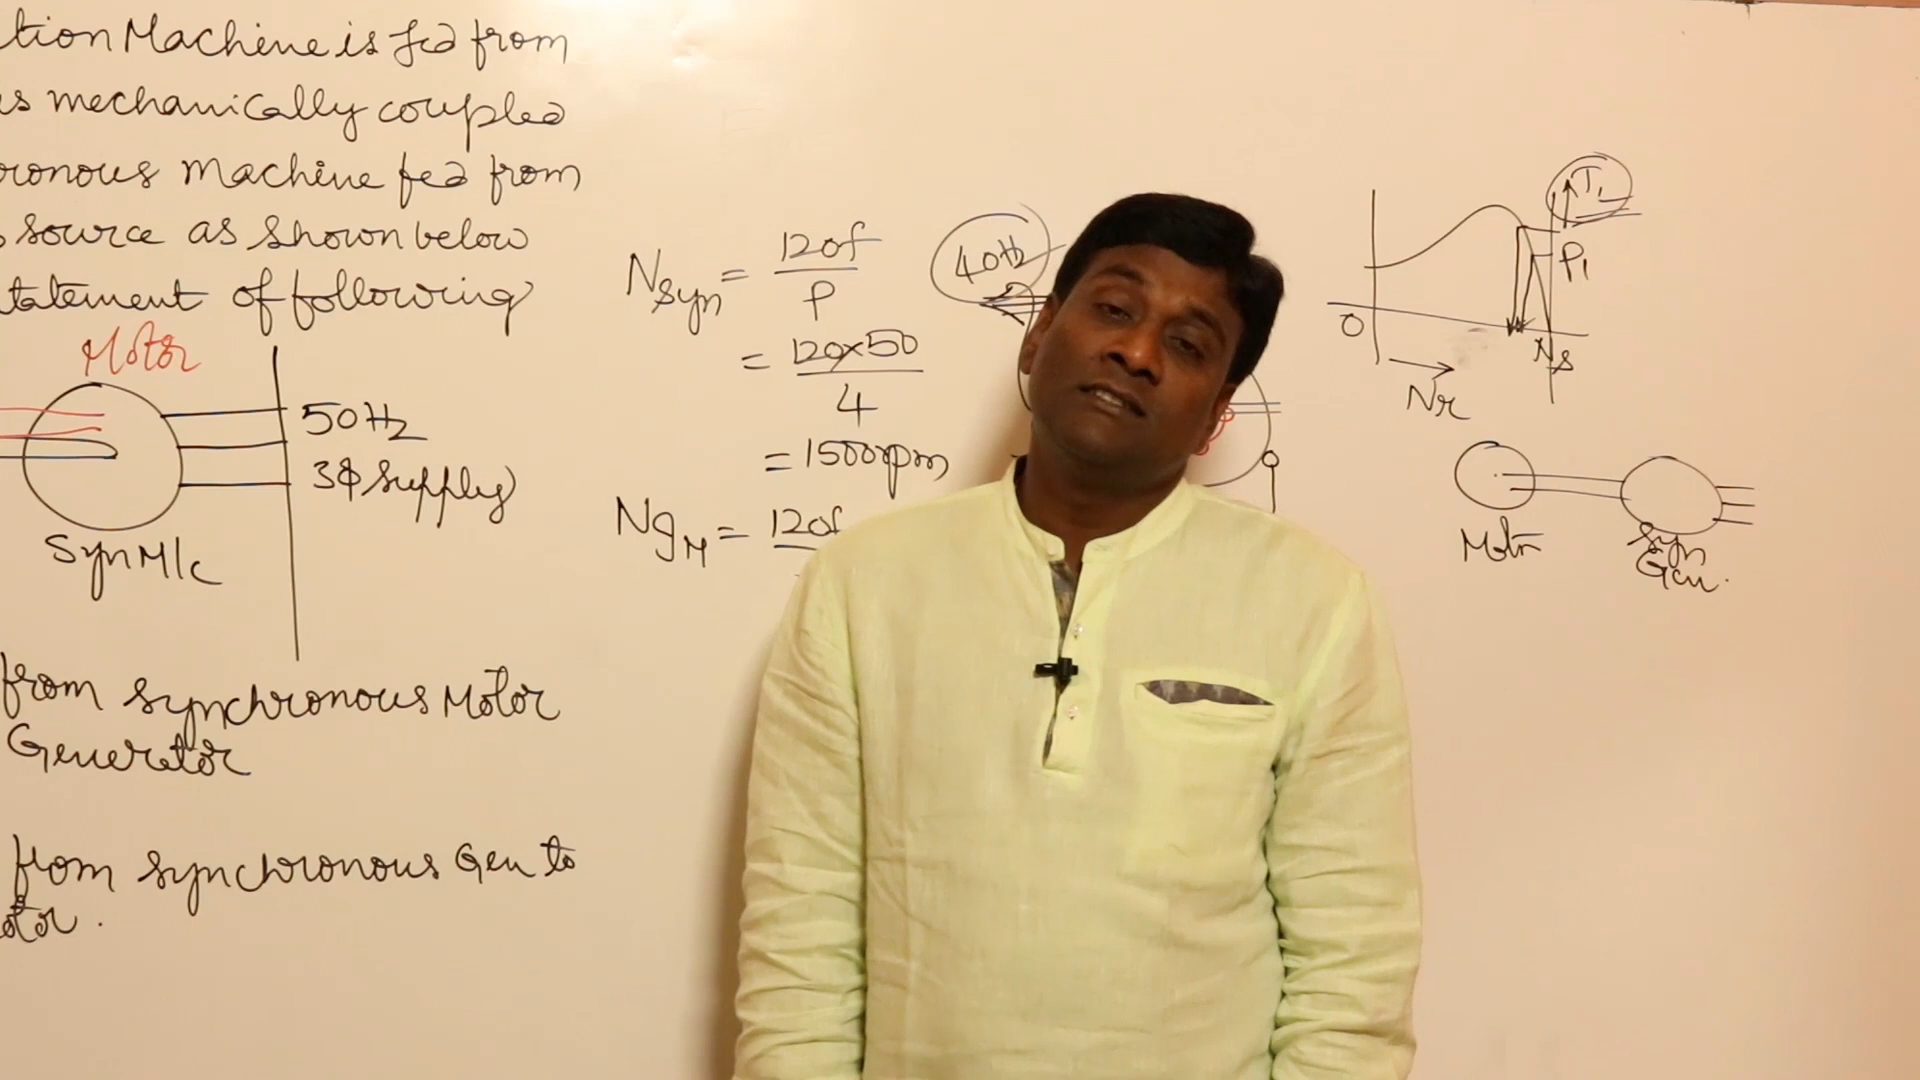 tion Machine is fed from
is mechanically coupled
ronous machine fed from
source as shown below
tatement of following
Motor
50Hz
3ϕ supply
Syn M/c
from synchronous Motor
Generator
from synchronous Gen to
otor.
Nsyn = 120f/P
= 120×50/4
= 1500rpm
NgM = 120f
40Hz
TL
P1
0
Ns
Nr
Motor
Syn
Gen.